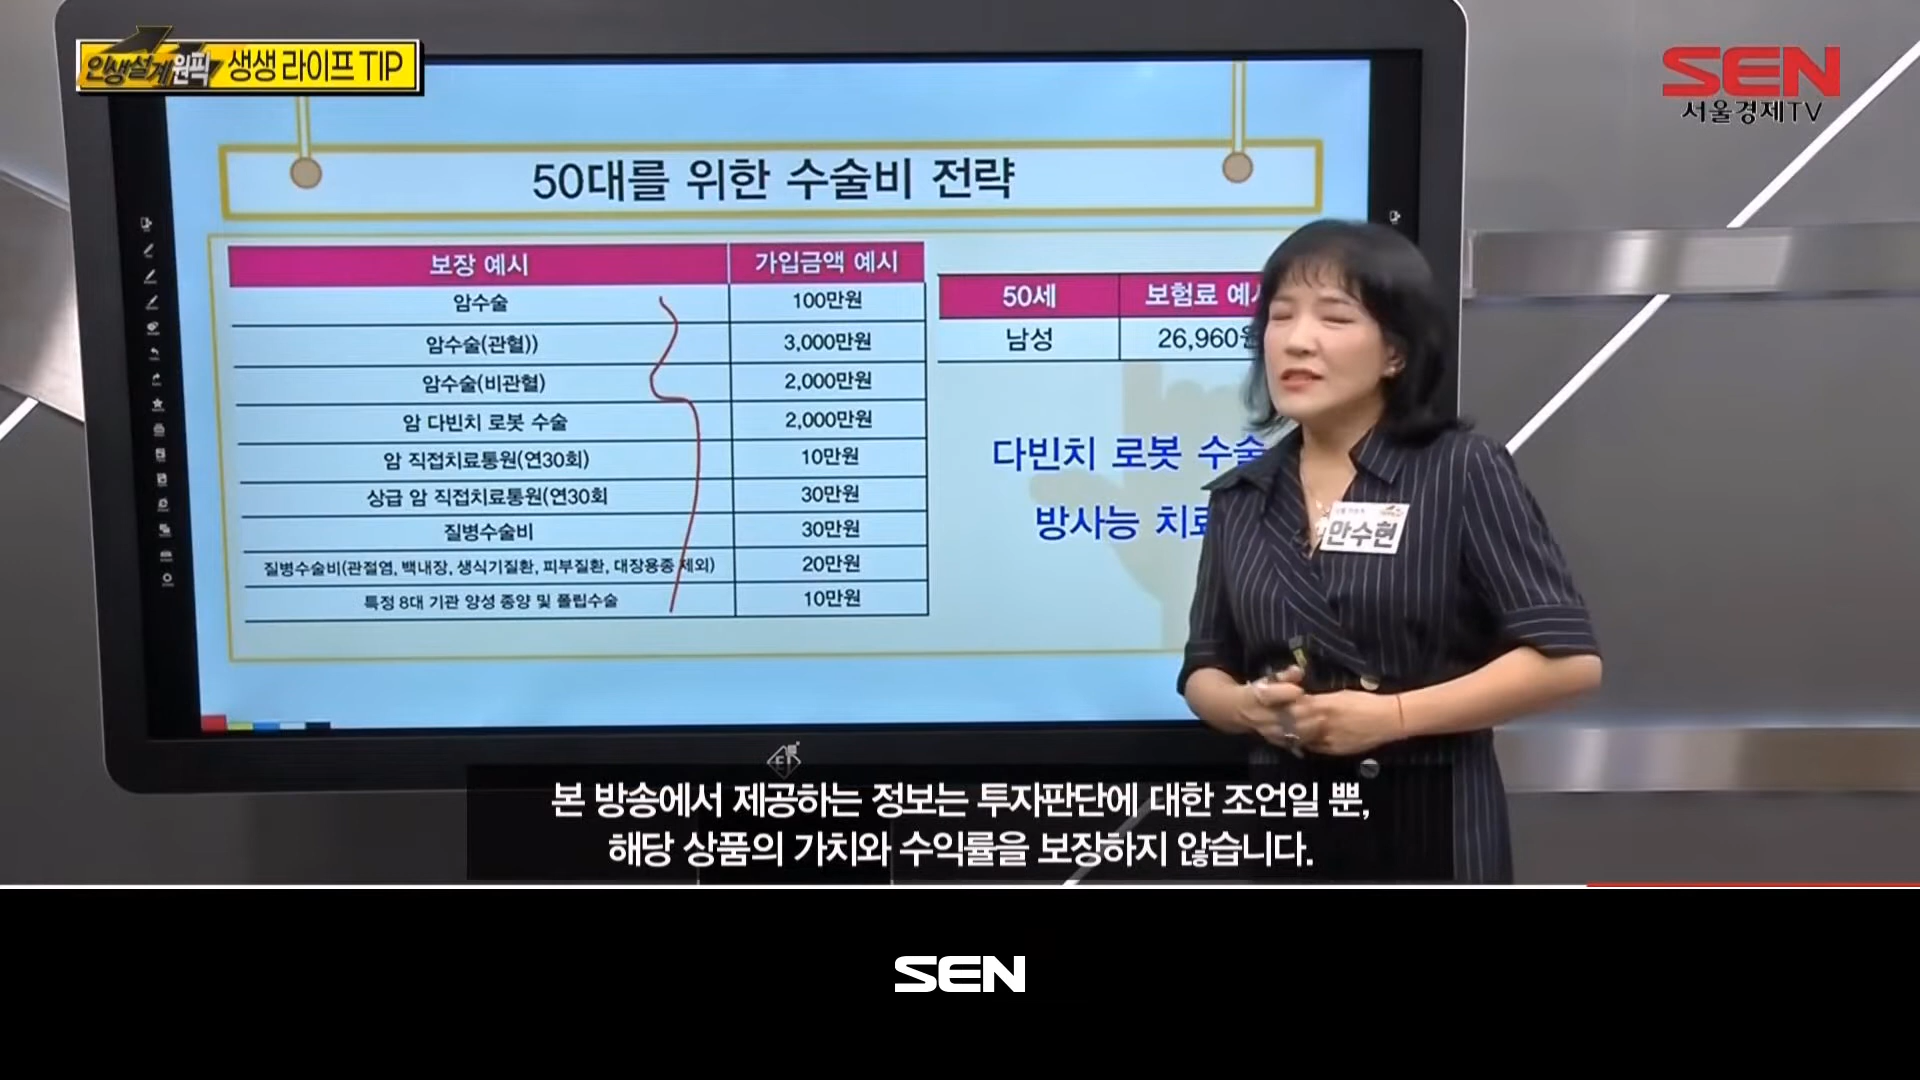 인생설계원픽 생생 라이프 TIP
SEN
서울경제TV
50대를 위한 수술비 전략
보장 예시 가입금액 예시
암수술 100만원
암수술(관혈)) 3,000만원
암수술(비관혈) 2,000만원
암 다빈치 로봇 수술 2,000만원
암 직접치료통원(연30회) 10만원
상급 암 직접치료통원(연30회 30만원
질병수술비 30만원
질병수술비(관절염, 백내장, 생식기질환, 피부질환, 대장용종 제외) 20만원
특정 8대 기관 양성 종양 및 폴립수술 10만원
50세 보험료 예시
남성 26,960원
다빈치 로봇 수술
방사능 치료
안수현
본 방송에서 제공하는 정보는 투자판단에 대한 조언일 뿐,
해당 상품의 가치와 수익률을 보장하지 않습니다.
SEN